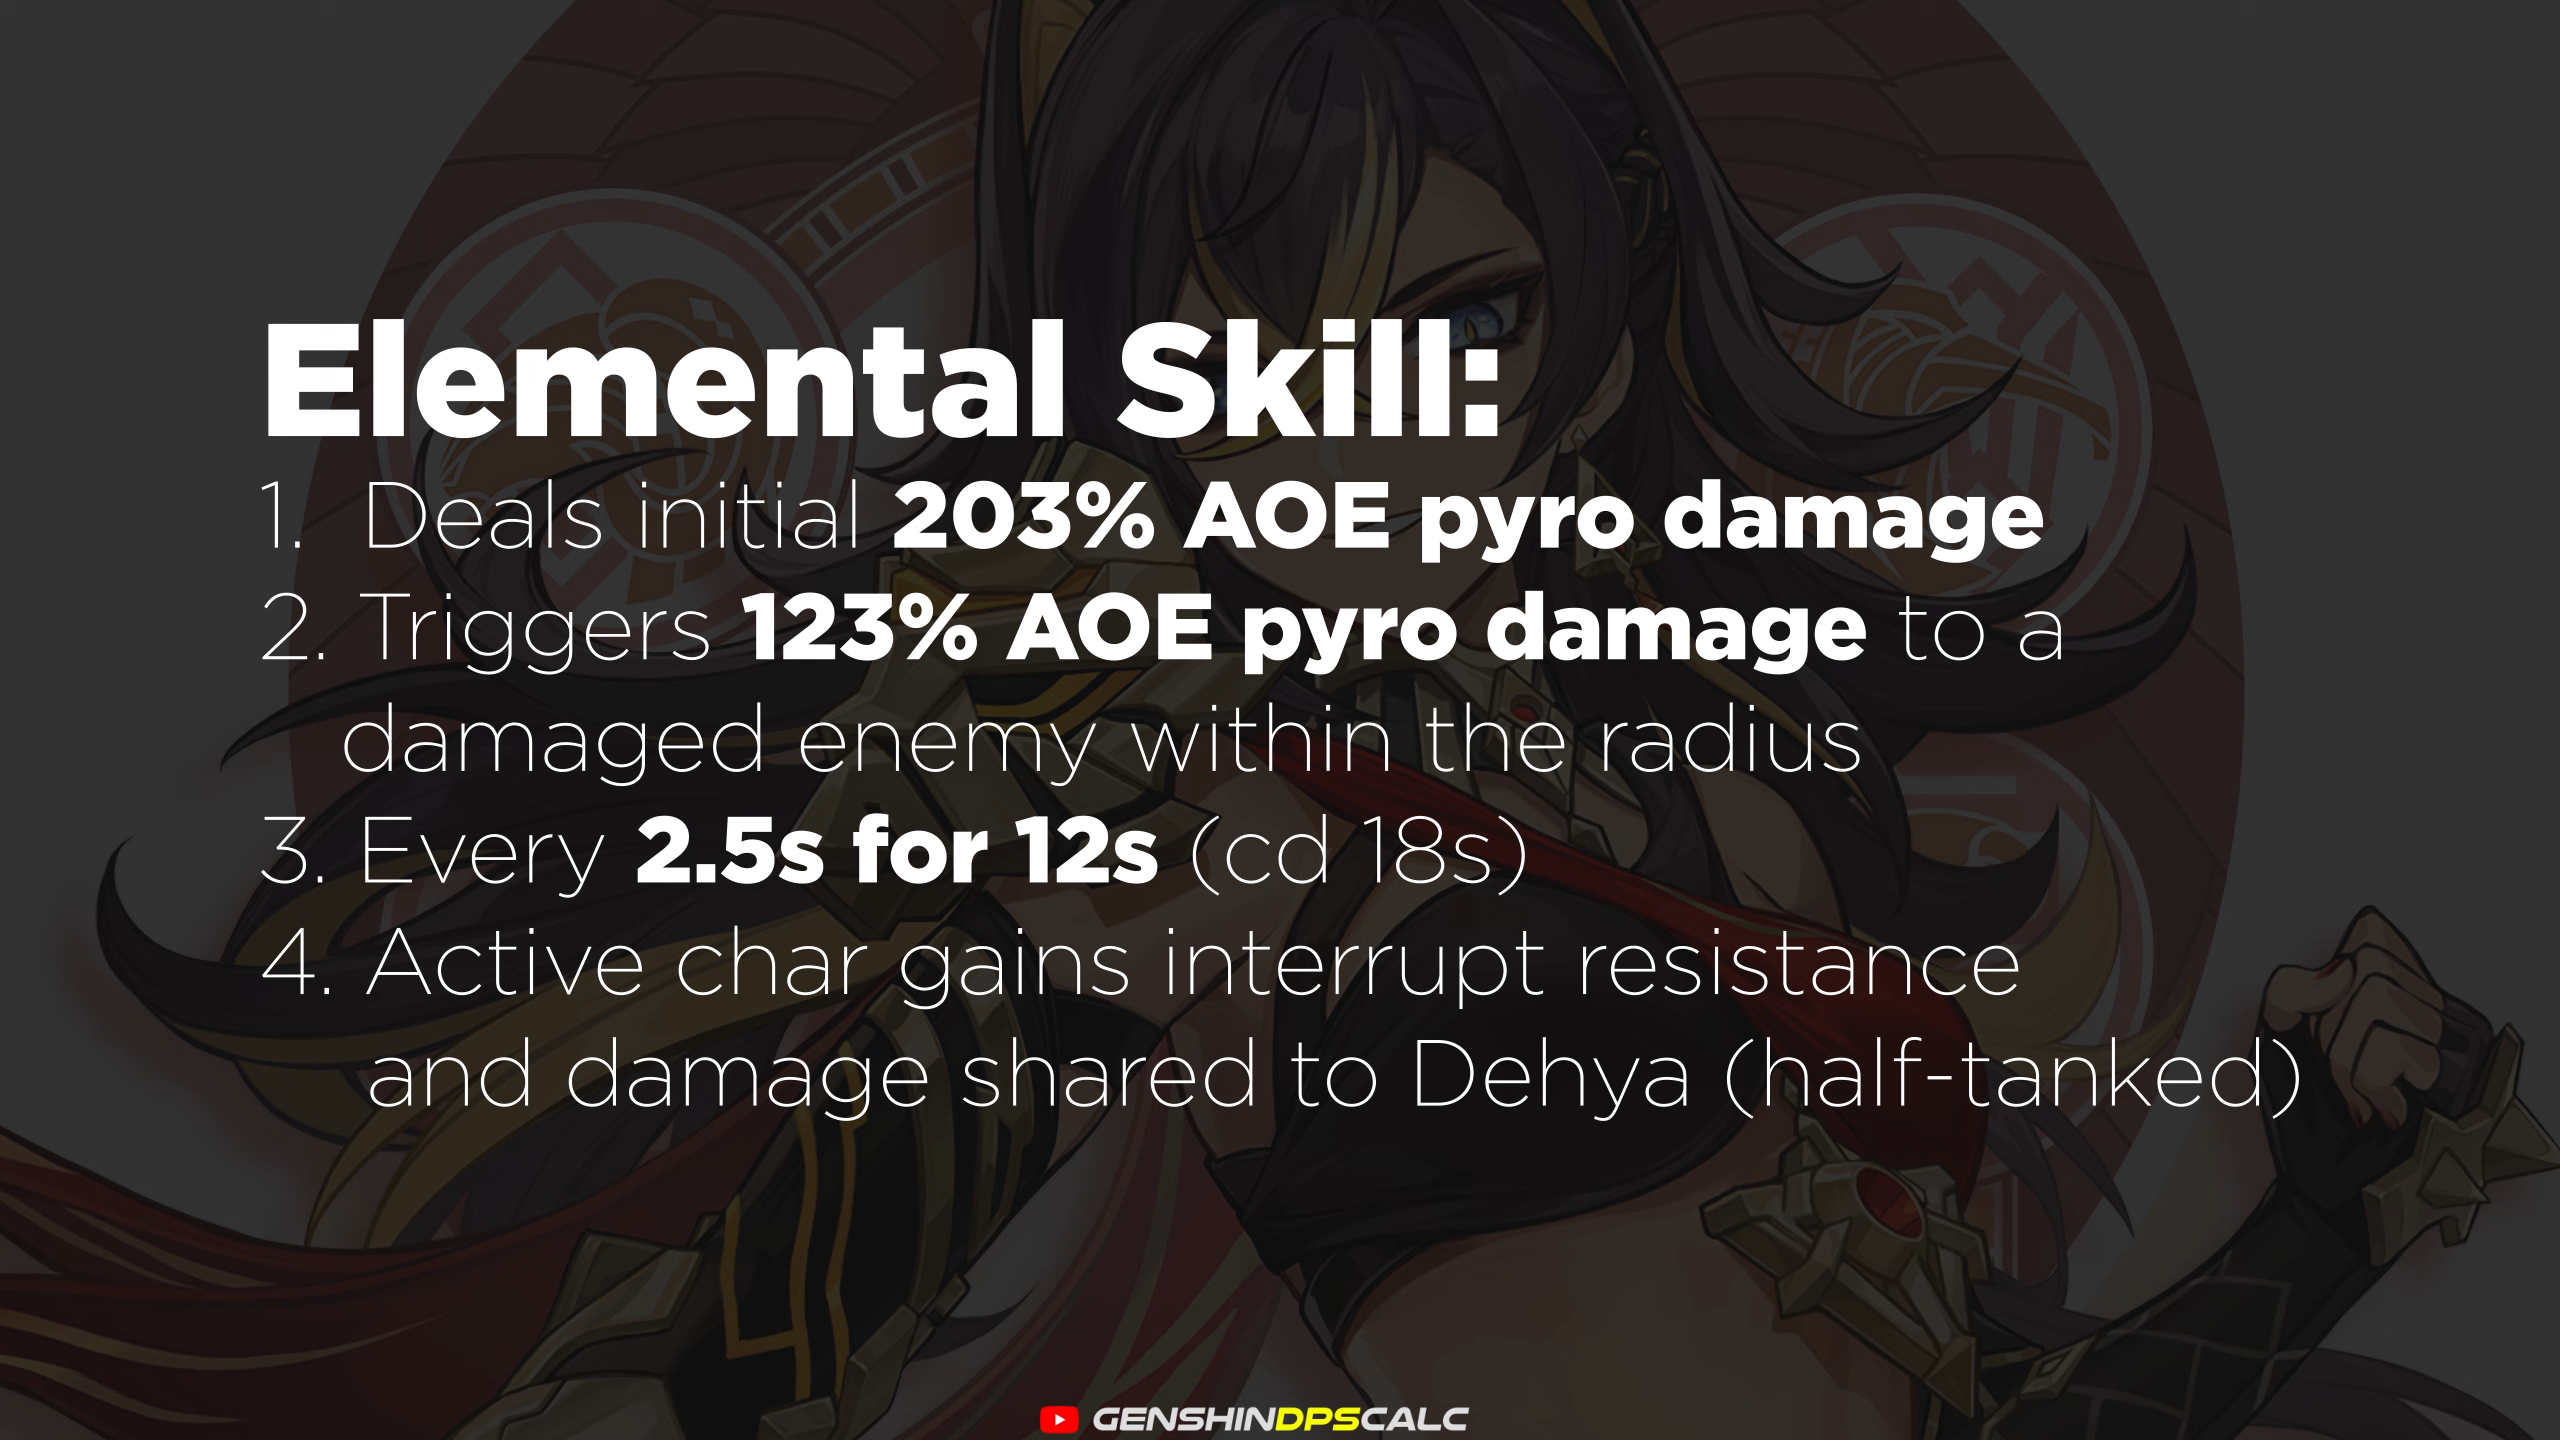 Elemental Skill:
1. Deals initial 203% AOE pyro damage
2. Triggers 123% AOE pyro damage to a
damaged enemy within the radius
3. Every 2.5s for 12s (cd 18s)
4. Active char gains interrupt resistance
and damage shared to Dehya (half-tanked)
GENSHINDPSCALC